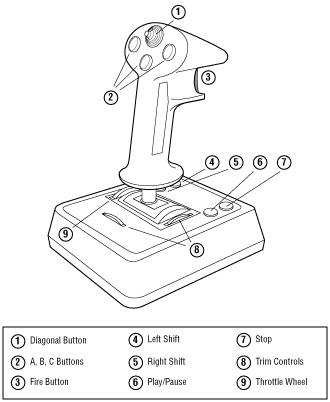 1
2
3
4 5 6 7
9
8
1 Diagonal Button
2 A, B, C Buttons
3 Fire Button
4 Left Shift
5 Right Shift
6 Play/Pause
7 Stop
8 Trim Controls
9 Throttle Wheel